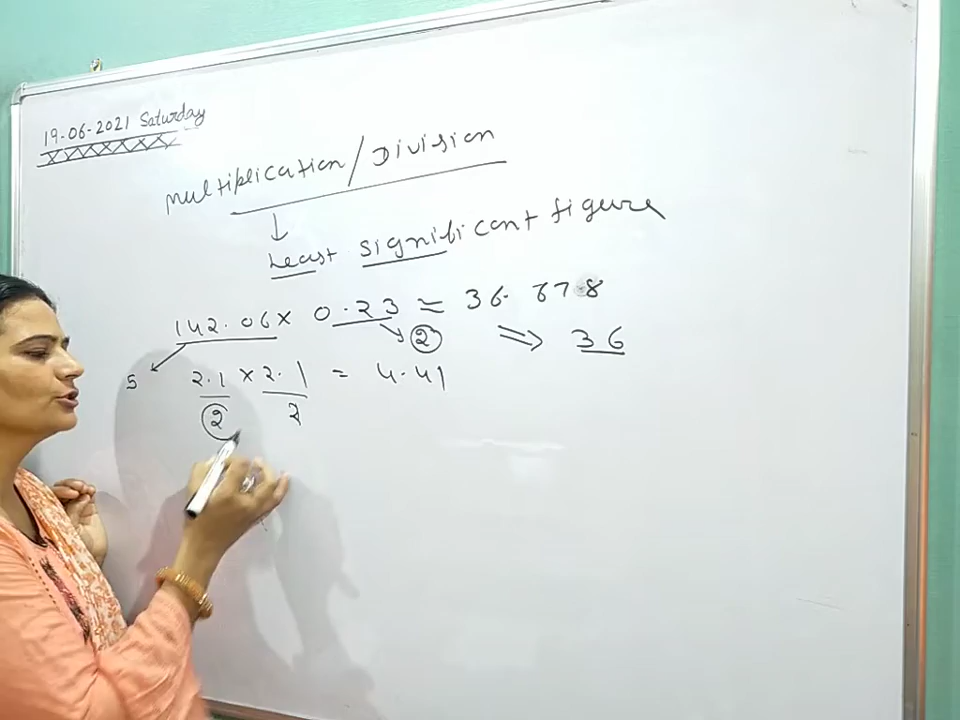 19-06-2021 Saturday
Multiplication/Division
↓
Least significant figure
142.06 × 0.23 = 36.678
5 ② ⇒ 36
2.1 × 2.1 = 4.41
② 2